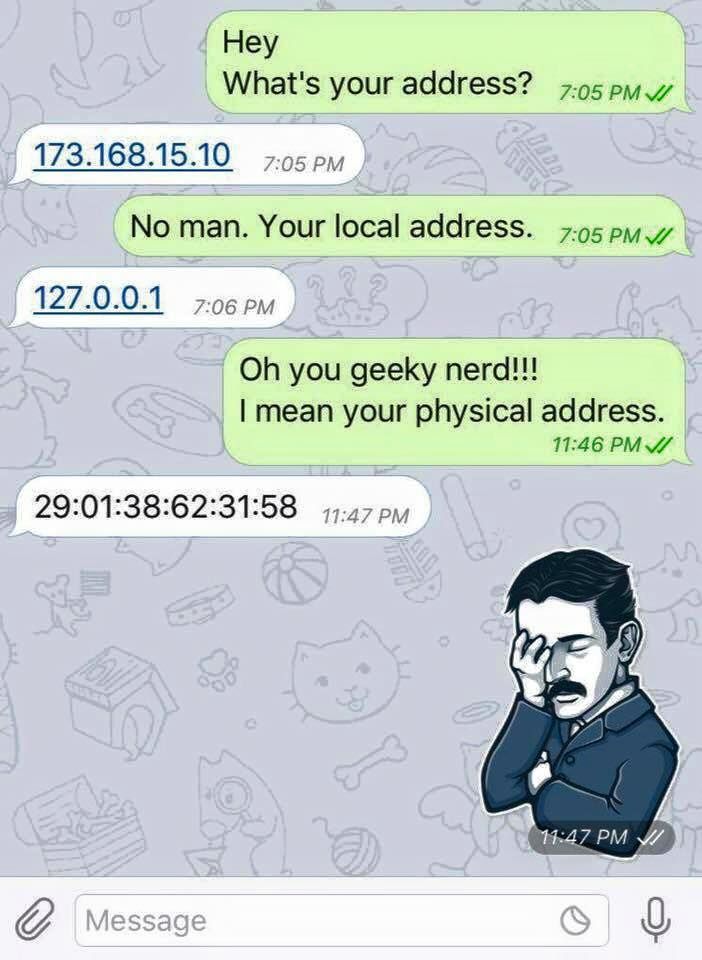 Hey
What's your address?
7:05 PM
173.168.15.10
7:05 PM
No man. Your local address.
7:05 PM
127.0.0.1
7:06 PM
Oh you geeky nerd!!!
I mean your physical address.
11:46 PM
29:01:38:62:31:58
11:47 PM
11:47 PM
Message